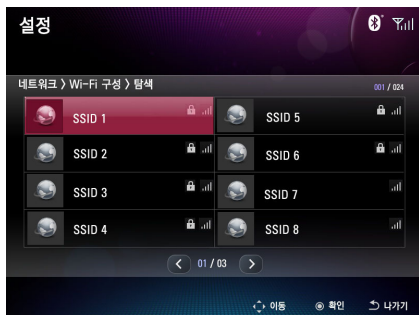 설정
네트워크 > Wi-Fi 구성 > 탐색
001 / 024
SSID 1
SSID 5
SSID 2
SSID 6
SSID 3
SSID 7
SSID 4
SSID 8
01 / 03
이동
확인
나가기